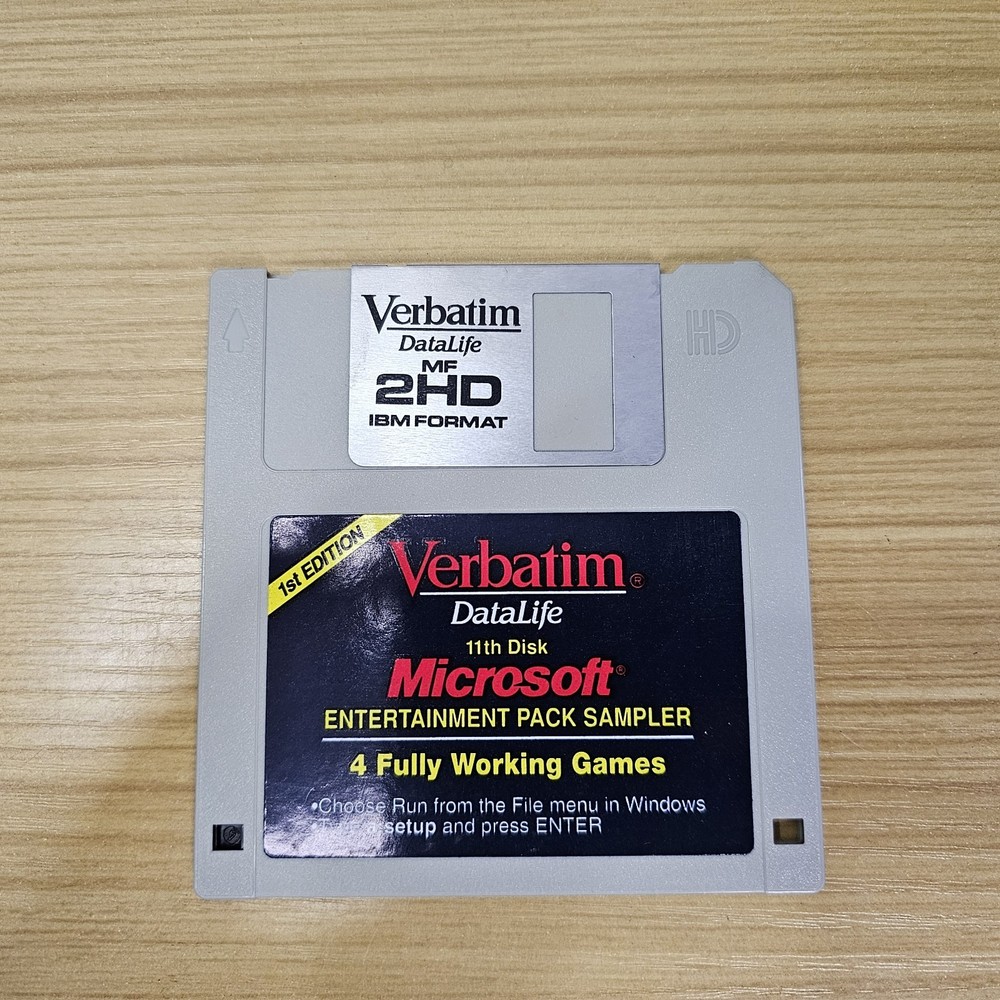 Verbatim
DataLife
MF
2HD
IBM FORMAT
HD
1st EDITION
Verbatim®
DataLife
11th Disk
Microsoft®
ENTERTAINMENT PACK SAMPLER
4 Fully Working Games
•Choose Run from the File menu in Windows
a:setup and press ENTER